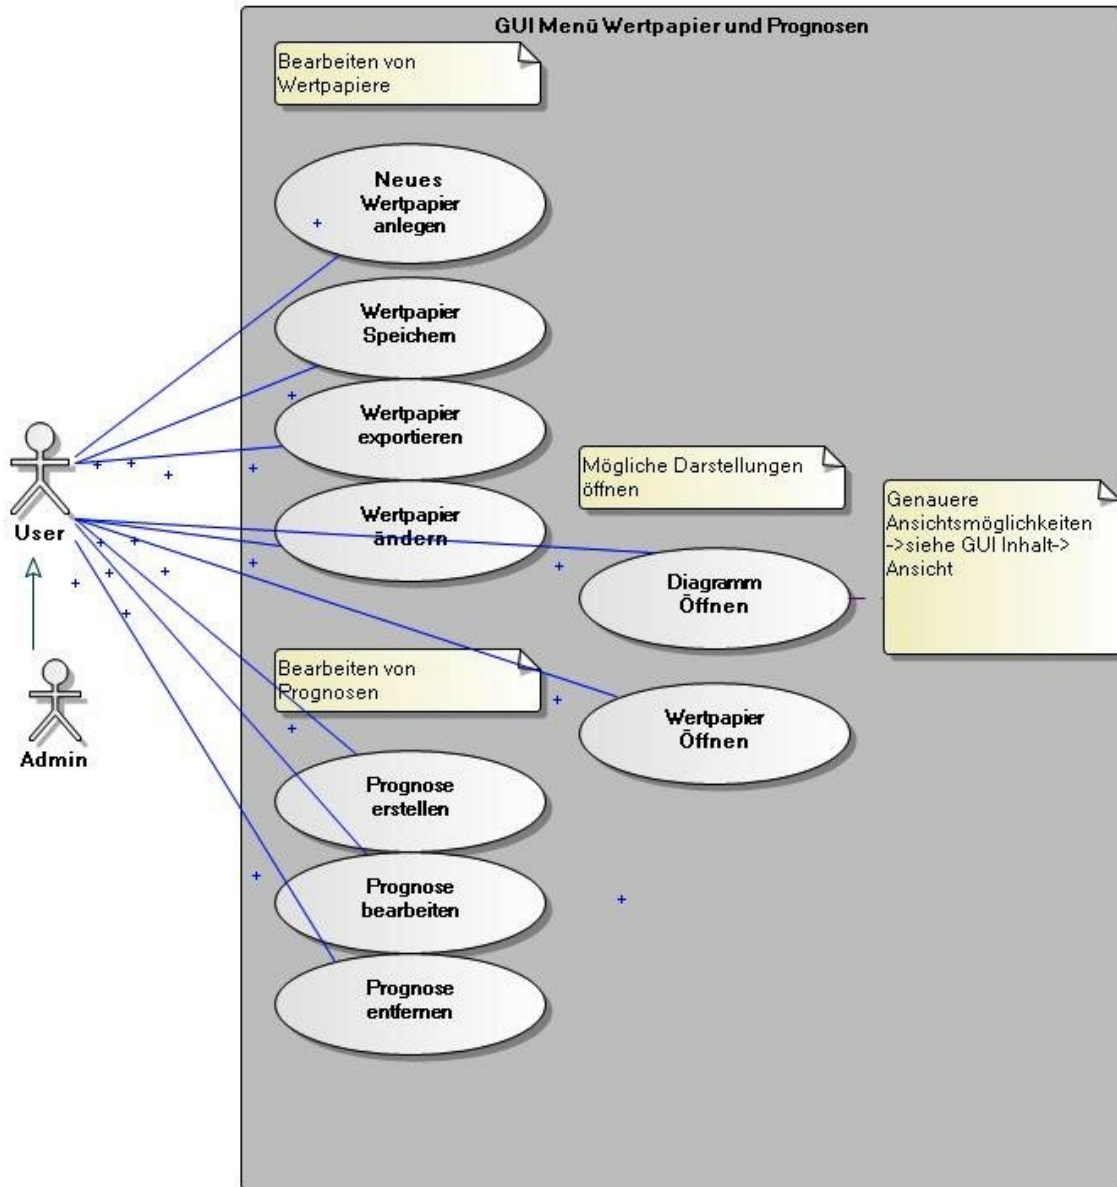 GUI Menü Wertpapier und Prognosen
Bearbeiten von
Wertpapiere
Neues
Wertpapier
anlegen
Wertpapier
Speichern
Wertpapier
exportieren
Wertpapier
ändern
User
Admin
Mögliche Darstellungen
öffnen
Genauere
Ansichtsmöglichkeiten
->siehe GUI Inhalt->
Ansicht
Diagramm
Öffnen
Wertpapier
Öffnen
Bearbeiten von
Prognosen
Prognose
erstellen
Prognose
bearbeiten
Prognose
entfernen